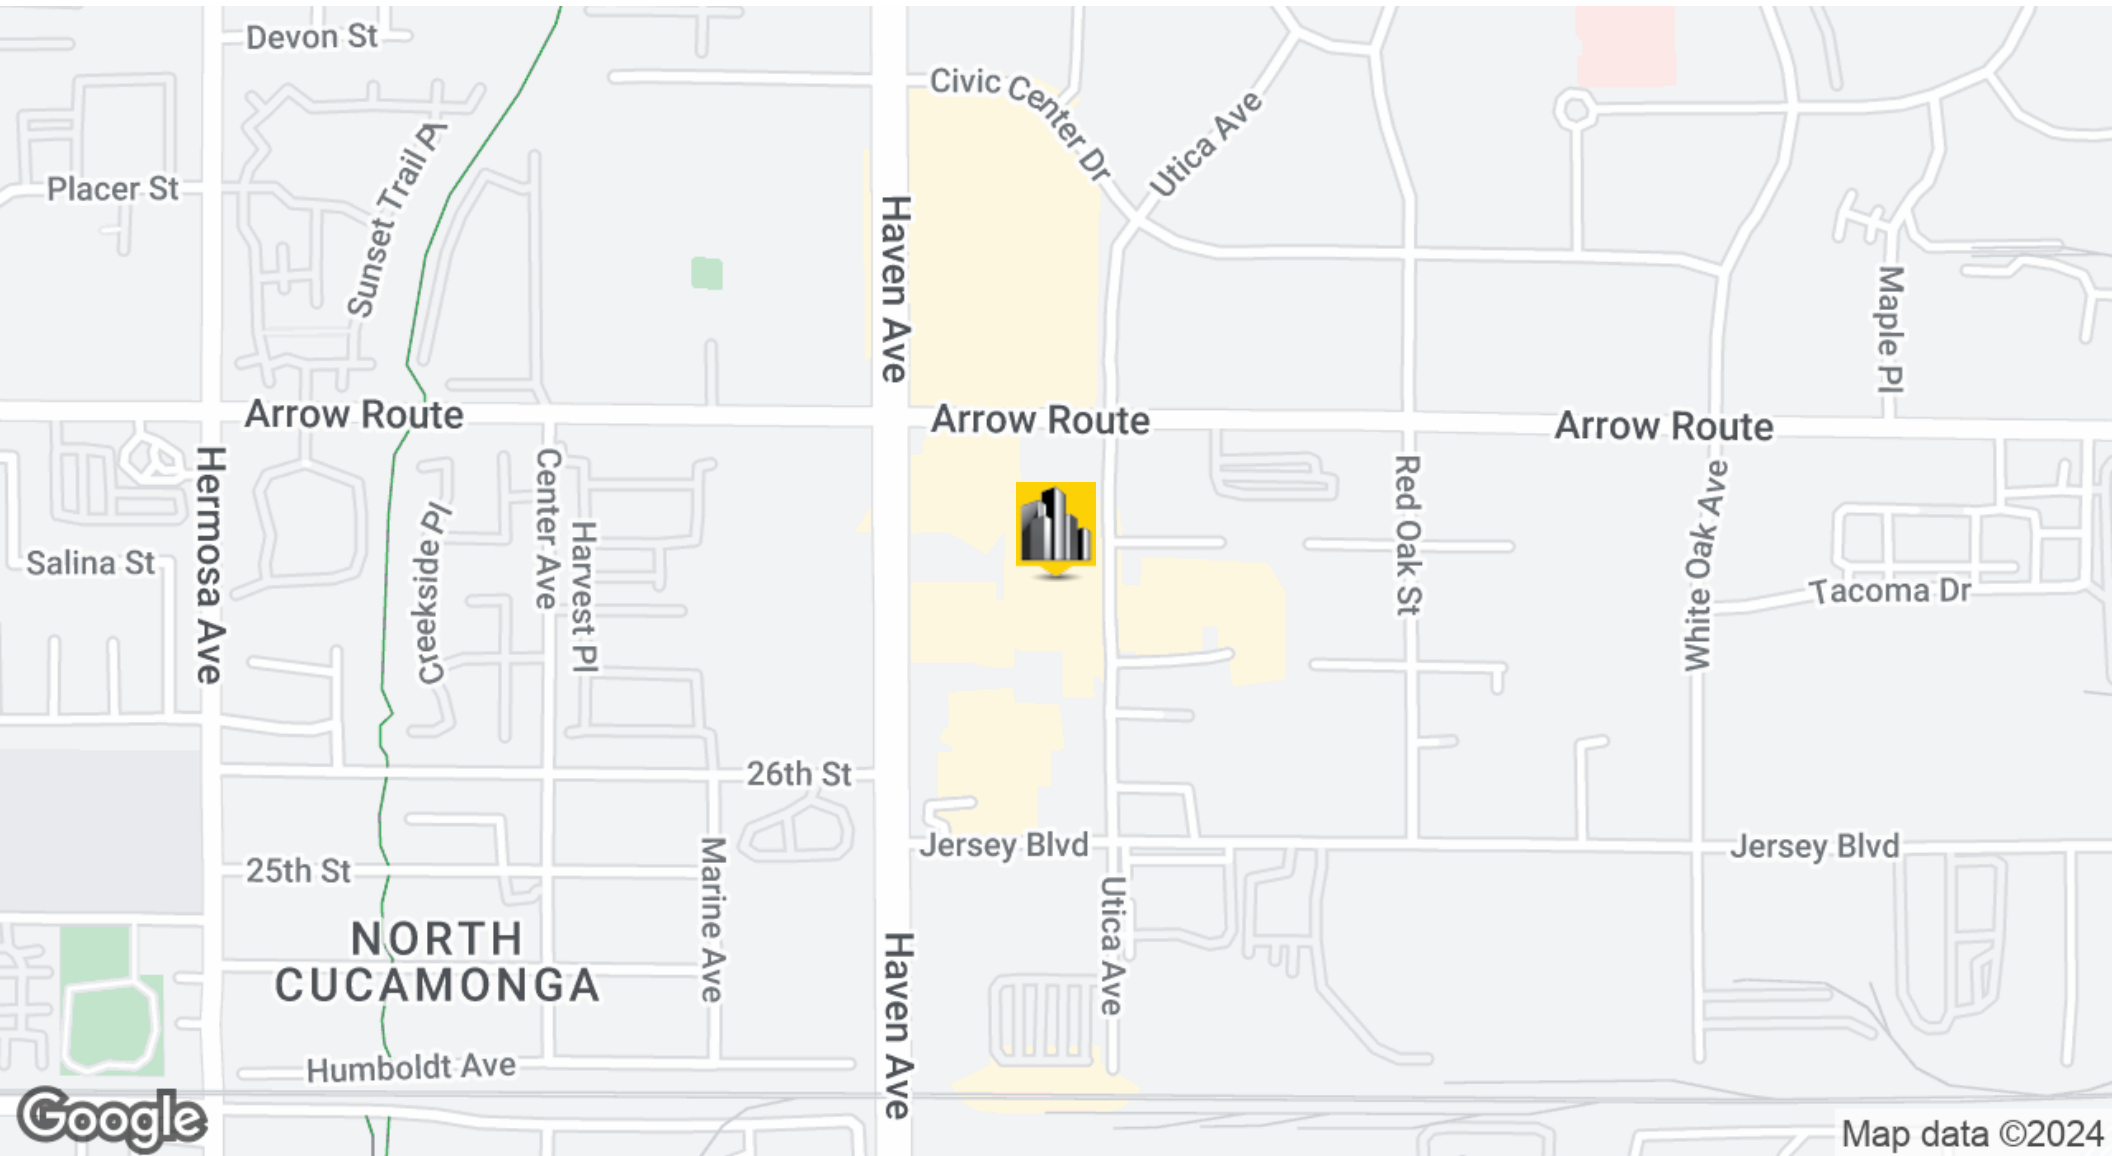 Devon St
Civic Center Dr
Utica Ave
Sunset Trail Pl
Placer St
Haven Ave
Maple Pl
Arrow Route
Arrow Route
Arrow Route
Hermosa Ave
Center Ave
Harvest Pl
Creekside Pl
Red Oak St
White Oak Ave
Salina St
Tacoma Dr
26th St
Jersey Blvd
Jersey Blvd
25th St
Marine Ave
Utica Ave
NORTH
CUCAMONGA
Haven Ave
Humboldt Ave
Google
Map data ©2024